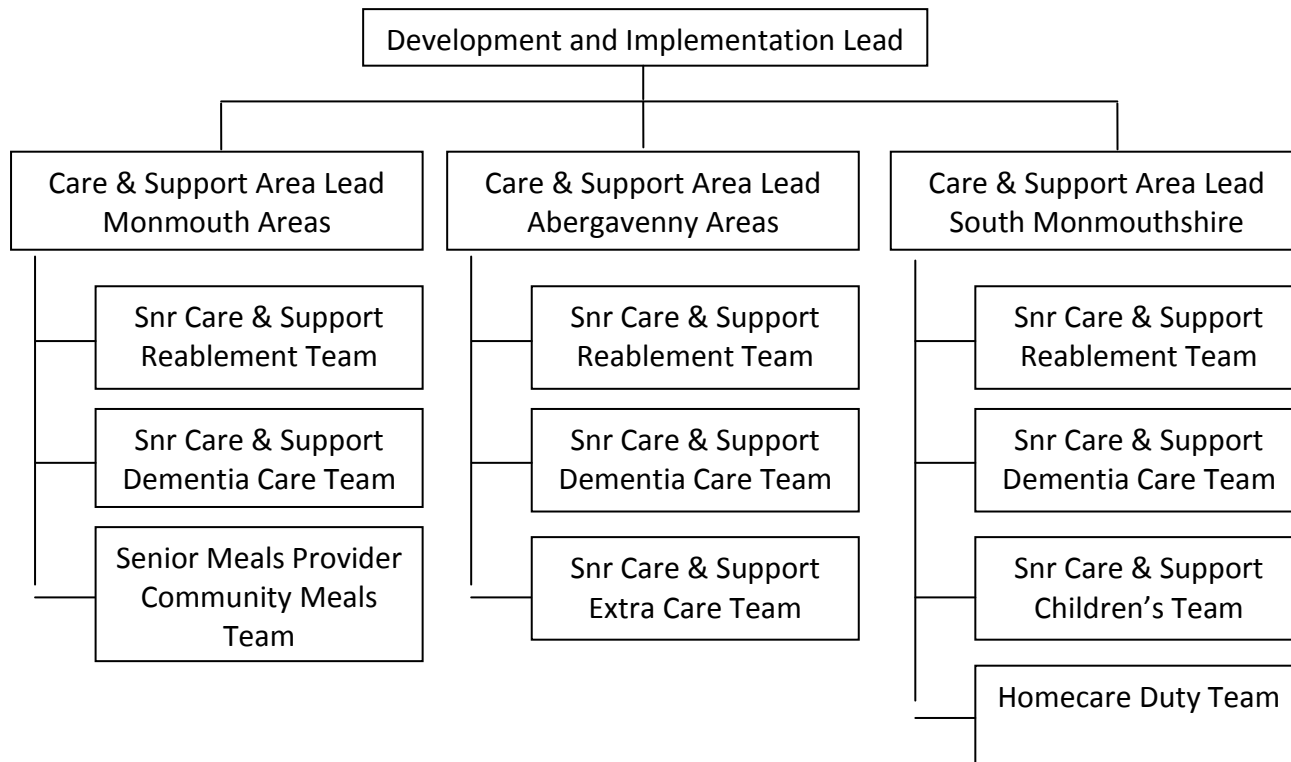 Development and Implementation Lead
Care & Support Area Lead
Monmouth Areas
Care & Support Area Lead
Abergavenny Areas
Care & Support Area Lead
South Monmouthshire
Snr Care & Support
Reablement Team
Snr Care & Support
Dementia Care Team
Senior Meals Provider
Community Meals
Team
Snr Care & Support
Reablement Team
Snr Care & Support
Dementia Care Team
Snr Care & Support
Extra Care Team
Snr Care & Support
Reablement Team
Snr Care & Support
Dementia Care Team
Snr Care & Support
Children’s Team
Homecare Duty Team